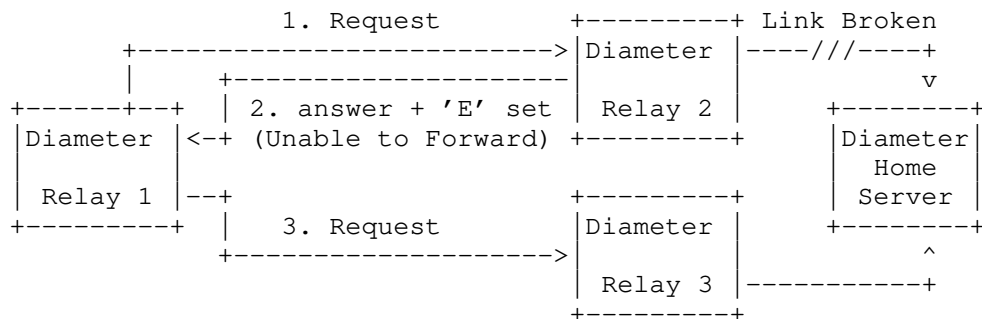 1. Request Link Broken
Diameter
2. answer + 'E' set Relay 2
Diameter (Unable to Forward) Diameter
Home
Relay 1 Server
3. Request Diameter
Relay 3